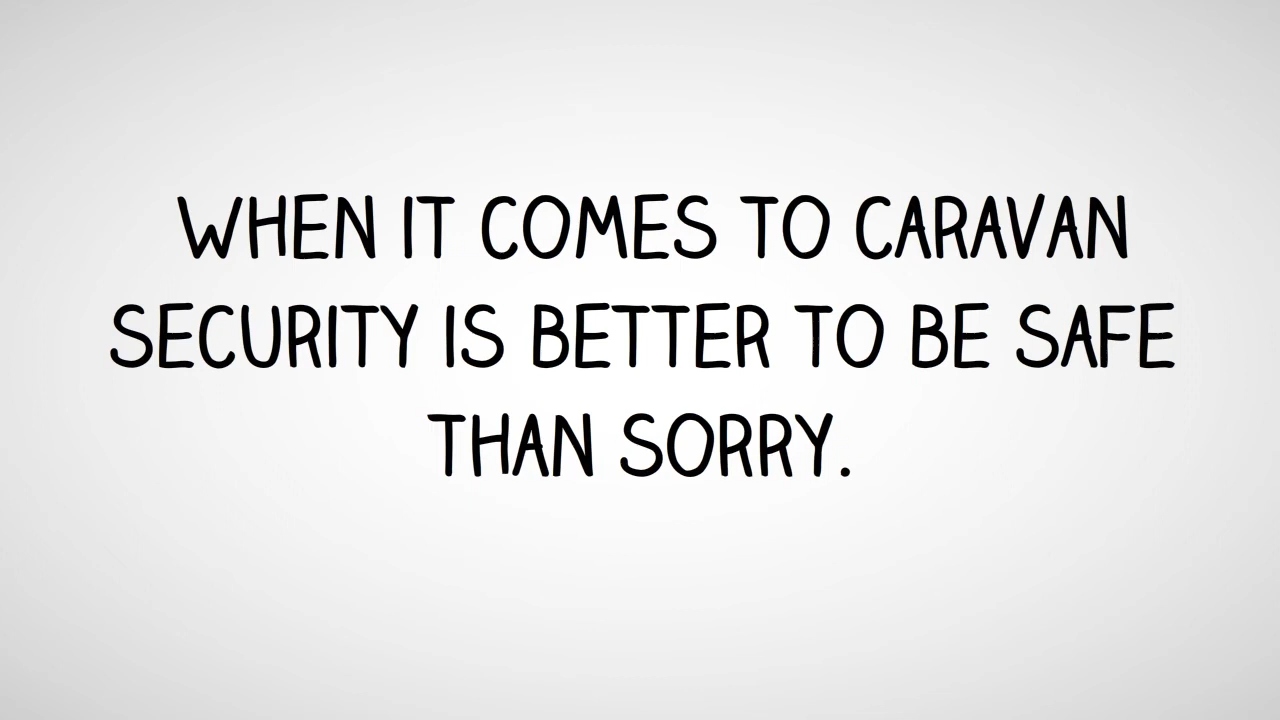 WHEN IT COMES TO CARAVAN
SECURITY IS BETTER TO BE SAFE
THAN SORRY.